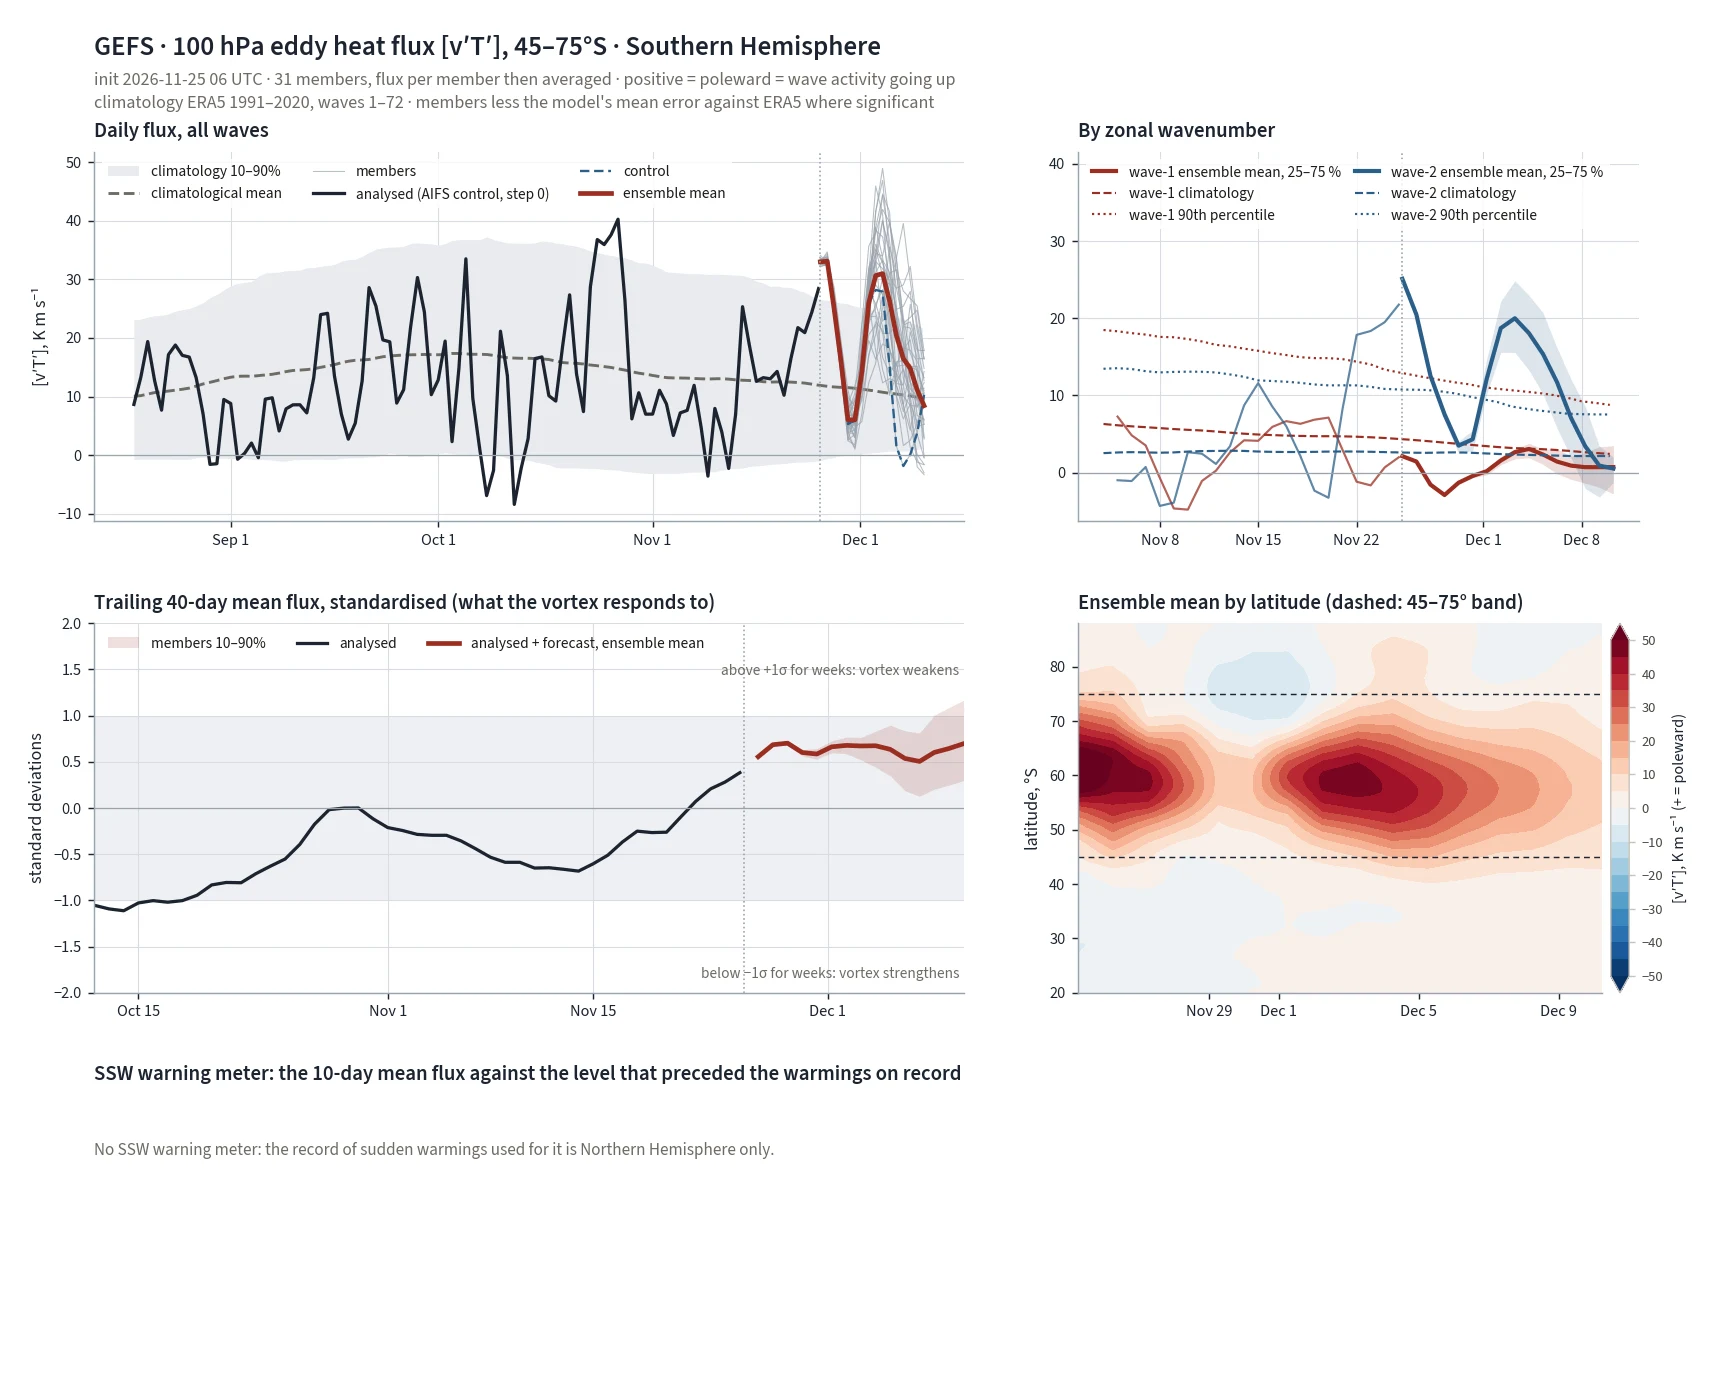 GEFS · 100 hPa eddy heat flux [v′T′], 45–75°S · Southern Hemisphere
init 2026-11-25 06 UTC · 31 members, flux per member then averaged · positive = poleward = wave activity going up
climatology ERA5 1991–2020, waves 1–72 · members less the model's mean error against ERA5 where significant
Daily flux, all waves
climatology 10–90%
members
control
climatological mean
analysed (AIFS control, step 0)
ensemble mean
50
40
30
20
10
0
−10
[v′T′], K m s⁻¹
Sep 1
Oct 1
Nov 1
Dec 1
By zonal wavenumber
wave-1 ensemble mean, 25–75 %
wave-2 ensemble mean, 25–75 %
wave-1 climatology
wave-2 climatology
wave-1 90th percentile
wave-2 90th percentile
40
30
20
10
0
Nov 8
Nov 15
Nov 22
Dec 1
Dec 8
Trailing 40-day mean flux, standardised (what the vortex responds to)
members 10–90%
analysed
analysed + forecast, ensemble mean
above +1σ for weeks: vortex weakens
below −1σ for weeks: vortex strengthens
2.0
1.5
1.0
0.5
0.0
−0.5
−1.0
−1.5
−2.0
standard deviations
Oct 15
Nov 1
Nov 15
Dec 1
Ensemble mean by latitude (dashed: 45–75° band)
80
70
60
50
40
30
20
latitude, °S
Nov 29
Dec 1
Dec 5
Dec 9
50
40
30
20
10
0
−10
−20
−30
−40
−50
[v′T′], K m s⁻¹ (+ = poleward)
SSW warning meter: the 10-day mean flux against the level that preceded the warmings on record
No SSW warning meter: the record of sudden warmings used for it is Northern Hemisphere only.